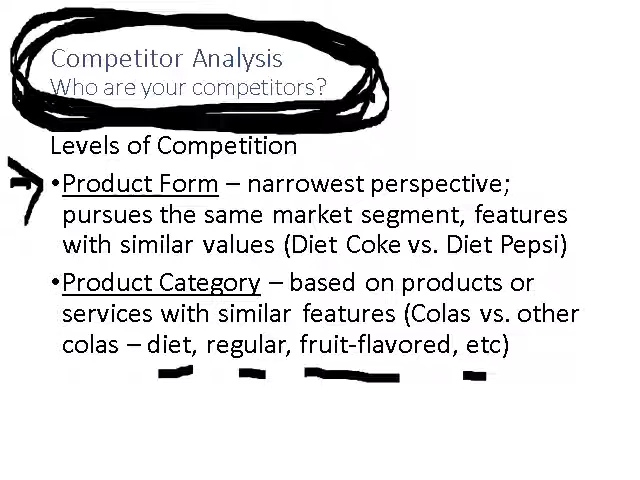 Competitor Analysis
Who are your competitors?
Levels of Competition
•Product Form – narrowest perspective;
pursues the same market segment, features
with similar values (Diet Coke vs. Diet Pepsi)
•Product Category – based on products or
services with similar features (Colas vs. other
colas – diet, regular, fruit-flavored, etc)